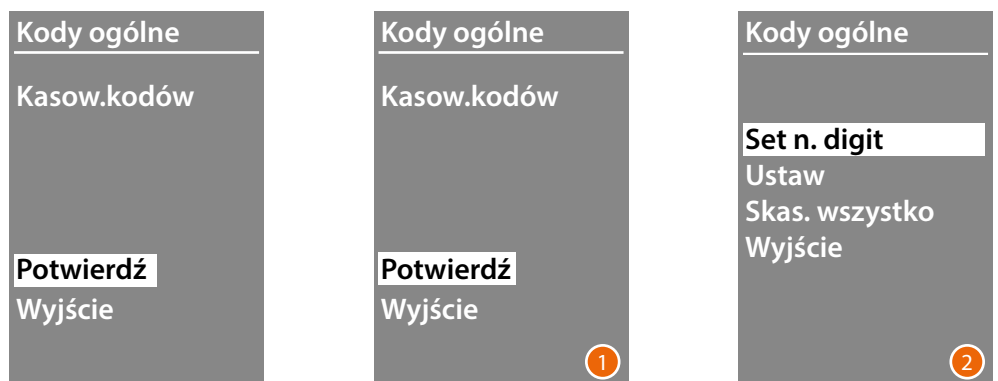 Kody ogólne
Kasow.kodów
Potwierdź
Wyjście
Kody ogólne
Kasow.kodów
Potwierdź
Wyjście
1
Kody ogólne
Set n. digit
Ustaw
Skas. wszystko
Wyjście
2